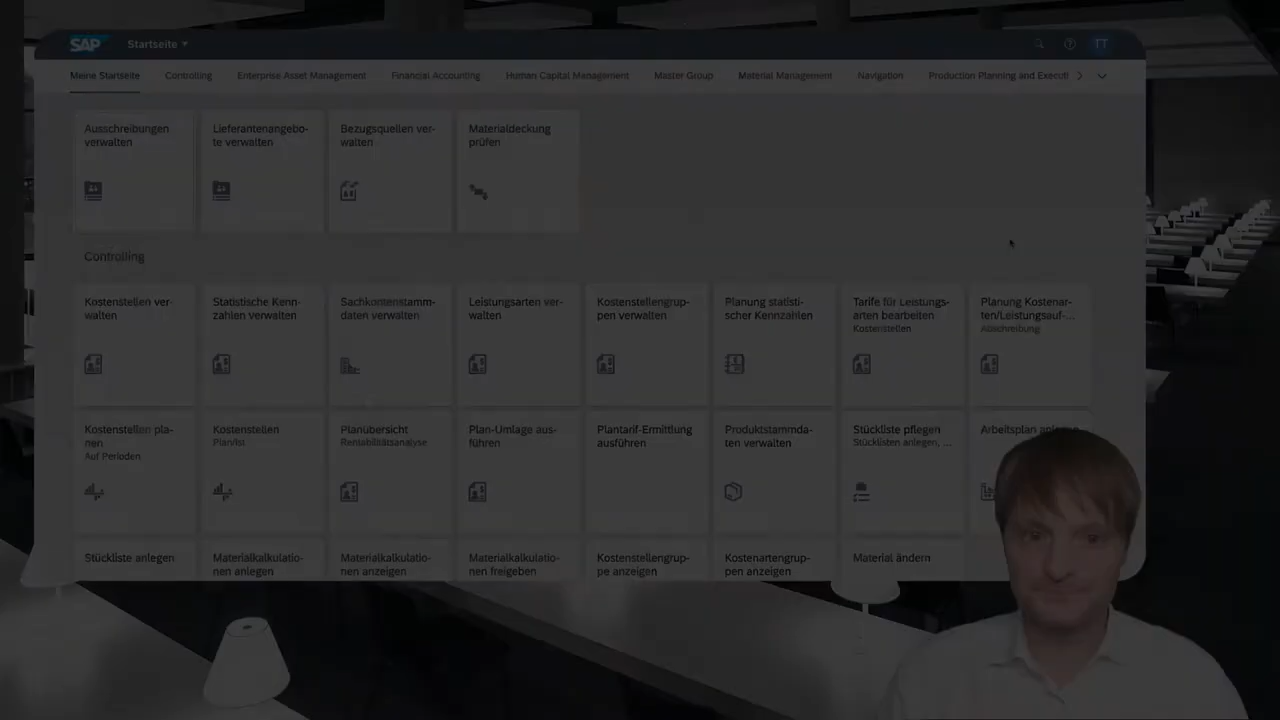 SAP Startseite TT
Meine Startseite Controlling Enterprise Asset Management Financial Accounting Human Capital Management Master Group Material Management Navigation Production Planning and Executi
Ausschreibungen
verwalten
Lieferantenangebo-
te verwalten
Bezugsquellen ver-
walten
Materialdeckung
prüfen
Controlling
Kostenstellen ver-
walten
Statistische Kenn-
zahlen verwalten
Sachkontenstamm-
daten verwalten
Leistungsarten ver-
walten
Kostenstellengrup-
pen verwalten
Planung statisti-
scher Kennzahlen
Tarife für Leistungs-
arten bearbeiten
Kostenstellen
Planung Kostenar-
ten/Leistungsauf-...
Abschreibung
Kostenstellen pla-
nen
Auf Perioden
Kostenstellen
Plan/Ist
Planübersicht
Rentabilitätsanalyse
Plan-Umlage aus-
führen
Plantarif-Ermittlung
ausführen
Produktstammda-
ten verwalten
Stückliste pflegen
Stücklisten anlegen, ...
Arbeitsplan anlegen
Stückliste anlegen
Materialkalkulatio-
nen anlegen
Materialkalkulatio-
nen anzeigen
Materialkalkulatio-
nen freigeben
Kostenstellengrup-
pe anzeigen
Kostenartengrup-
pen anzeigen
Material ändern